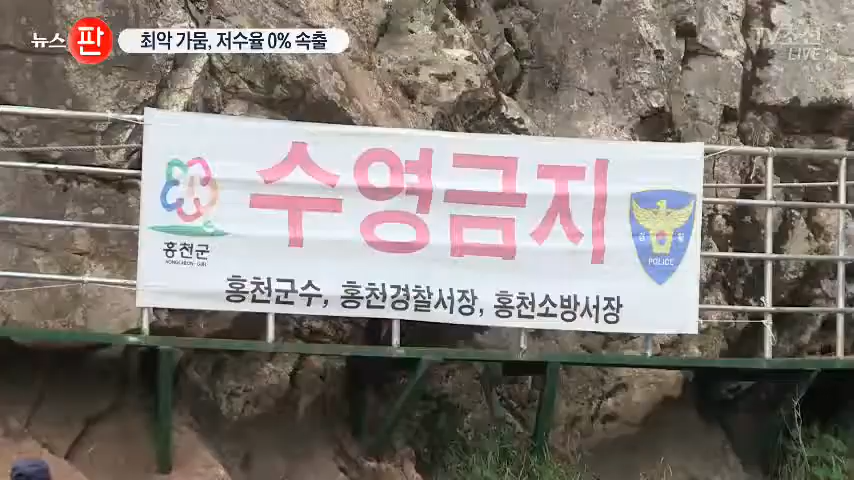 뉴스 판
최악 가뭄, 저수율 0% 속출
TV조선
LIVE
수영금지
홍천군
HONGCHEON-GUN
경찰
POLICE
홍천군수, 홍천경찰서장, 홍천소방서장